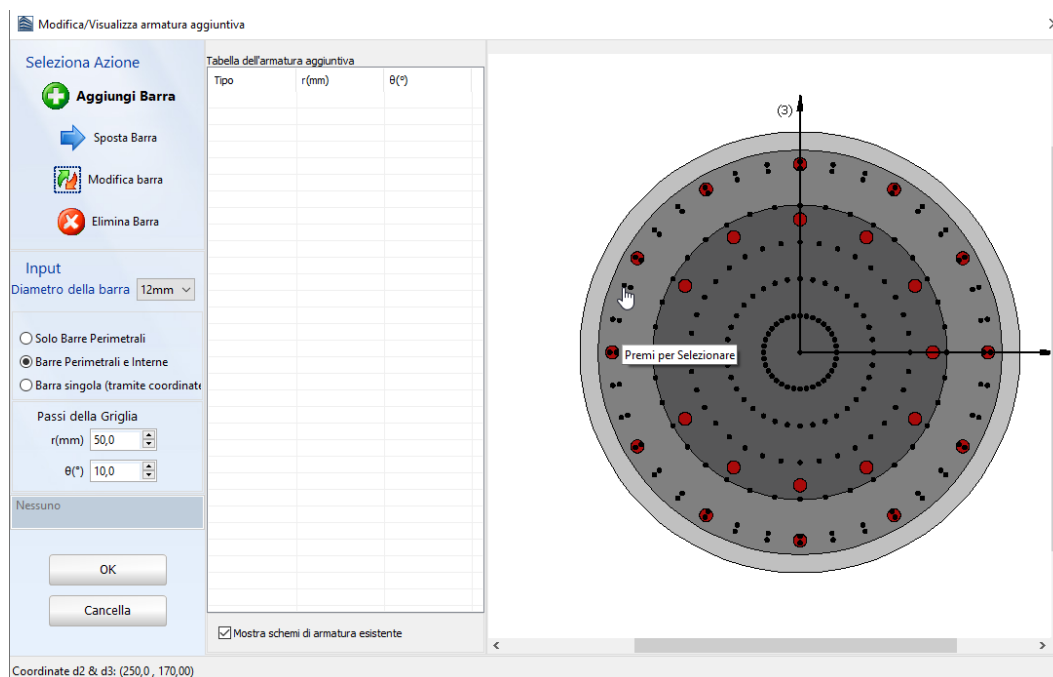 Modifica/Visualizza armatura aggiuntiva
Seleziona Azione
Aggiungi Barra
Sposta Barra
Modifica barra
Elimina Barra
Input
Diametro della barra 12mm
Solo Barre Perimetrali
Barre Perimetrali e Interne
Barra singola (tramite coordinate
Passi della Griglia
r(mm) 50,0
θ(°) 10,0
Nessuno
OK
Cancella
Tabella dell'armatura aggiuntiva
Tipo r(mm) θ(°)
Mostra schemi di armatura esistente
(3)
Premi per Selezionare
Coordinate d2 & d3: (250,0 , 170,00)